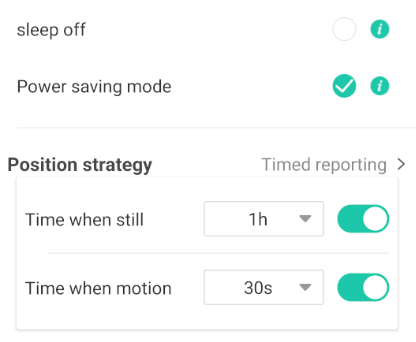 sleep off
Power saving mode
Position strategy Timed reporting
Time when still 1h
Time when motion 30s